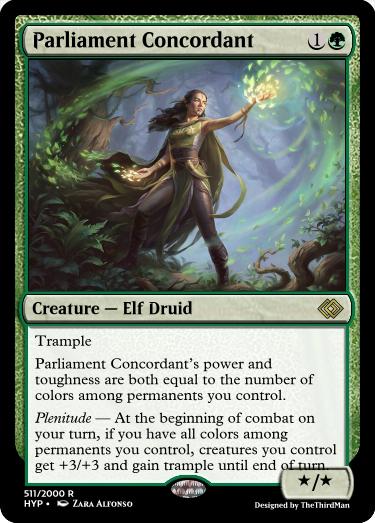 Parliament Concordant 1
Creature — Elf Druid
Trample
Parliament Concordant's power and
toughness are both equal to the number of
colors among permanents you control.
Plenitude — At the beginning of combat on
your turn, if you have all colors among
permanents you control, creatures you control
get +3/+3 and gain trample until end of turn.
★/★
511/2000 R
HYP • Zara Alfonso
Designed by TheThirdMan